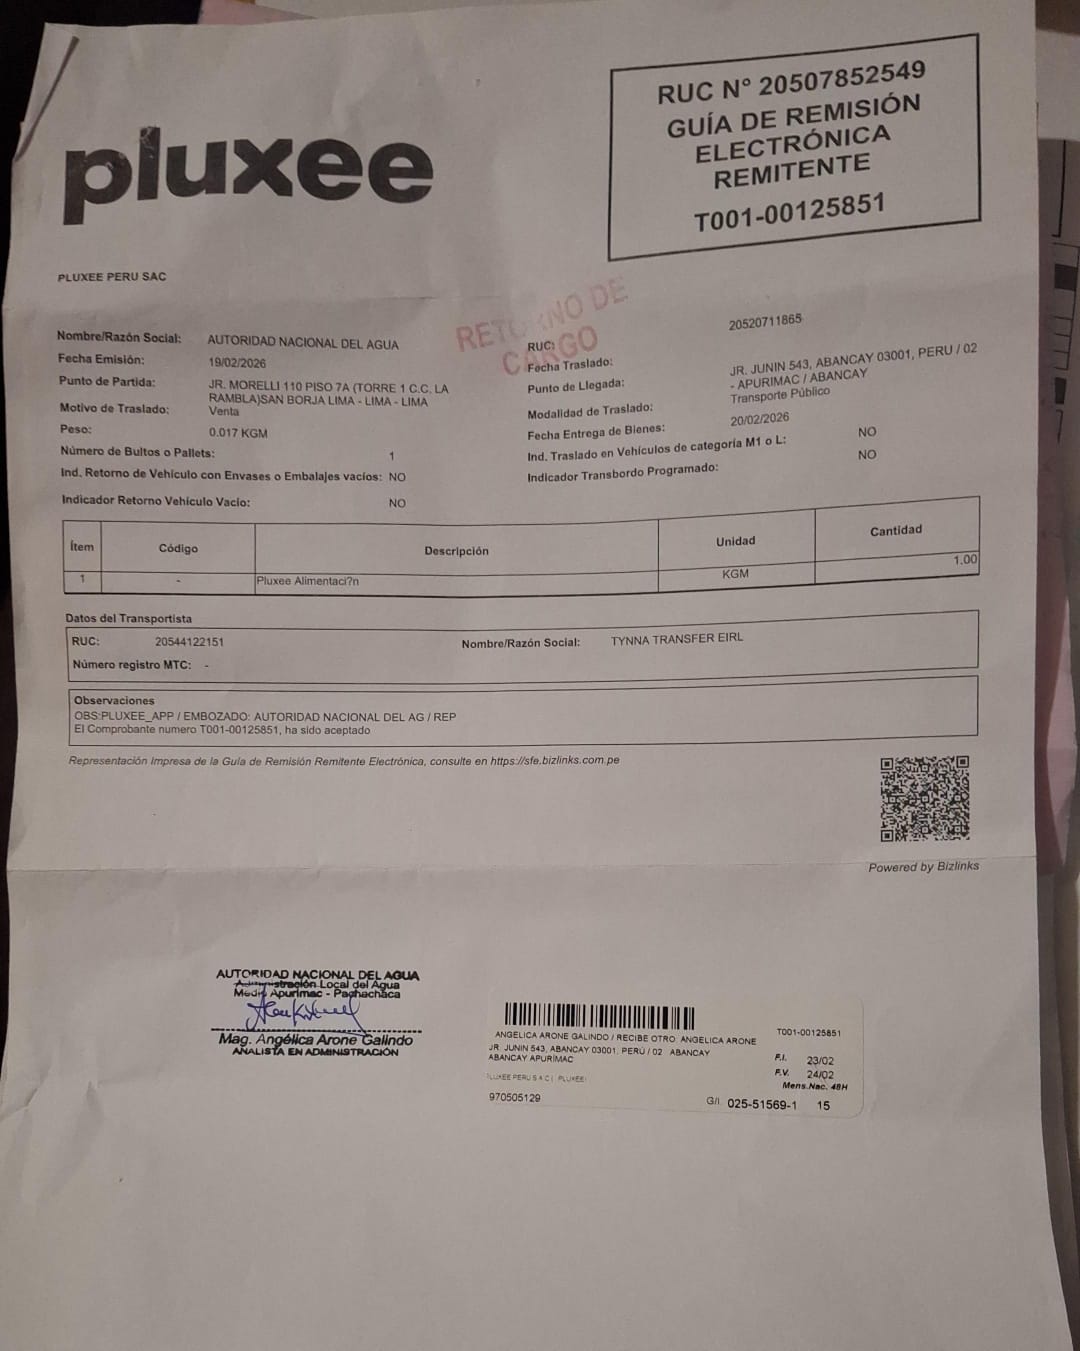 pluxee
RUC N° 20507852549
GUÍA DE REMISIÓN
ELECTRÓNICA
REMITENTE
T001-00125851
PLUXEE PERU SAC
RETORNO DE
CARGO
Nombre/Razón Social: AUTORIDAD NACIONAL DEL AGUA
Fecha Emisión: 19/02/2026
Punto de Partida: JR. MORELLI 110 PISO 7A (TORRE 1 C.C. LA
RAMBLA)SAN BORJA LIMA - LIMA - LIMA
Motivo de Traslado: Venta
Peso: 0.017 KGM
Número de Bultos o Pallets: 1
Ind. Retorno de Vehículo con Envases o Embalajes vacíos: NO
Indicador Retorno Vehículo Vacío: NO
RUC: 20520711865
Fecha Traslado:
Punto de Llegada: JR. JUNIN 543, ABANCAY 03001, PERU / 02
- APURIMAC / ABANCAY
Modalidad de Traslado: Transporte Público
Fecha Entrega de Bienes: 20/02/2026
Ind. Traslado en Vehículos de categoría M1 o L: NO
Indicador Transbordo Programado: NO
Ítem Código Descripción Unidad Cantidad
1 - Pluxee Alimentaci?n KGM 1.00
Datos del Transportista
RUC: 20544122151 Nombre/Razón Social: TYNNA TRANSFER EIRL
Número registro MTC: -
Observaciones
OBS:PLUXEE_APP / EMBOZADO: AUTORIDAD NACIONAL DEL AG / REP
El Comprobante numero T001-00125851, ha sido aceptado
Representación Impresa de la Guía de Remisión Remitente Electrónica, consulte en https://sfe.bizlinks.com.pe
Powered by Bizlinks
AUTORIDAD NACIONAL DEL AGUA
Administración Local del Agua
Medio Apurimac - Pachachaca
Mag. Angélica Arone Galindo
ANALISTA EN ADMINISTRACIÓN
ANGELICA ARONE GALINDO / RECIBE OTRO: ANGELICA ARONE
JR. JUNIN 543, ABANCAY 03001, PERU / 02 ABANCAY
ABANCAY APURIMAC
PLUXEE PERU S A C ( PLUXEE)
970505129
T001-00125851
F.I. 23/02
F.V. 24/02
Mens.Nac. 48H
G/I. 025-51569-1 15